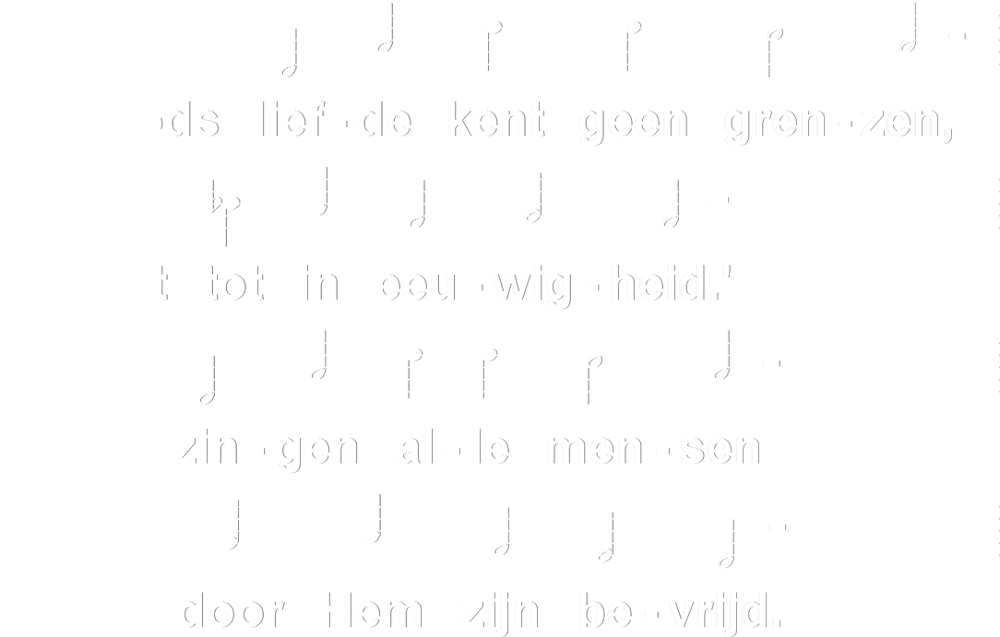 ods lief-de kent geen gren-zen,
t tot in eeu-wig-heid."
zin-gen al-le men-sen
door Hem zijn be-vrijd.